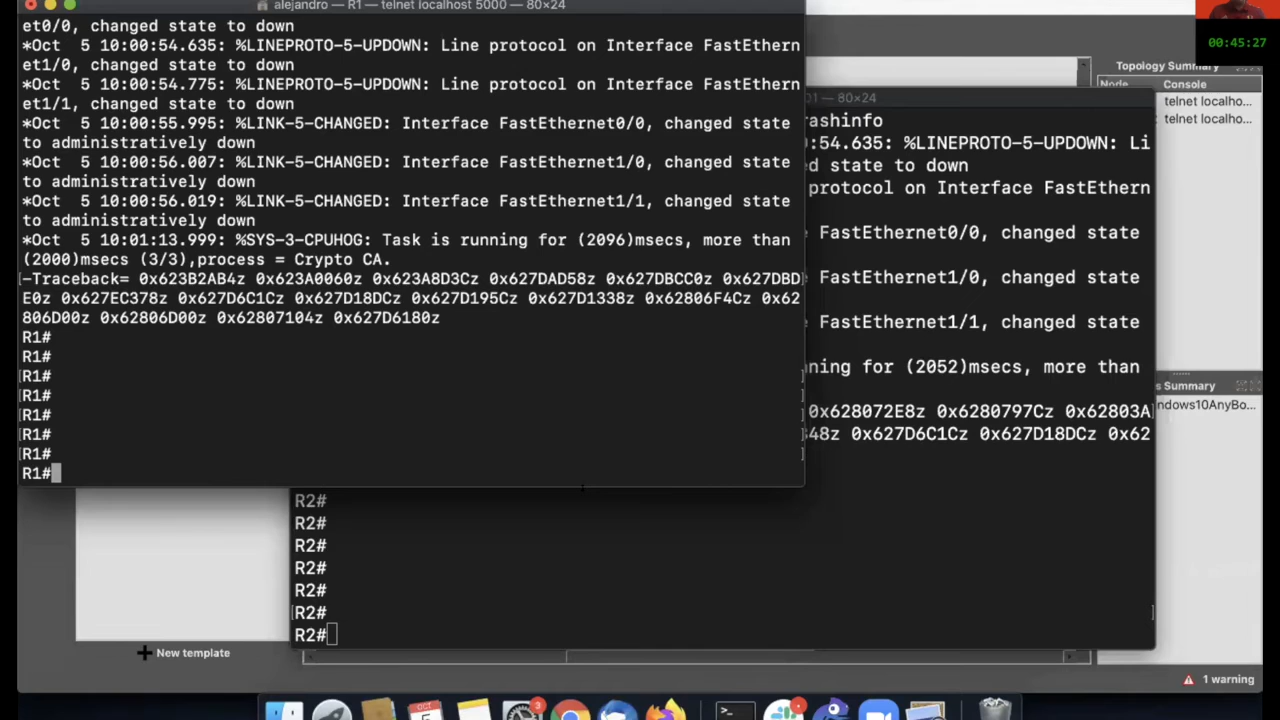 alejandro — R1 — telnet localhost 5000 — 80×24
et0/0, changed state to down
*Oct  5 10:00:54.635: %LINEPROTO-5-UPDOWN: Line protocol on Interface FastEthern
et1/0, changed state to down
*Oct  5 10:00:54.775: %LINEPROTO-5-UPDOWN: Line protocol on Interface FastEthern
et1/1, changed state to down
*Oct  5 10:00:55.995: %LINK-5-CHANGED: Interface FastEthernet0/0, changed state
to administratively down
*Oct  5 10:00:56.007: %LINK-5-CHANGED: Interface FastEthernet1/0, changed state
to administratively down
*Oct  5 10:00:56.019: %LINK-5-CHANGED: Interface FastEthernet1/1, changed state
to administratively down
*Oct  5 10:01:13.999: %SYS-3-CPUHOG: Task is running for (2096)msecs, more than
(2000)msecs (3/3),process = Crypto CA.
-Traceback= 0x623B2AB4z 0x623A0060z 0x623A8D3Cz 0x627DAD58z 0x627DBCC0z 0x627DBD
E0z 0x627EC378z 0x627D6C1Cz 0x627D18DCz 0x627D195Cz 0x627D1338z 0x62806F4Cz 0x62
806D00z 0x62806D00z 0x62807104z 0x627D6180z
R1#
R1#
R1#
R1#
R1#
R1#
R1#
R1#
01 — 80×24
rashinfo
0:54.635: %LINEPROTO-5-UPDOWN: Li
ed state to down
protocol on Interface FastEthern
FastEthernet0/0, changed state
FastEthernet1/0, changed state
FastEthernet1/1, changed state
ning for (2052)msecs, more than
0x628072E8z 0x6280797Cz 0x62803A
348z 0x627D6C1Cz 0x627D18DCz 0x62
R2#
R2#
R2#
R2#
R2#
R2#
R2#
00:45:27
Topology Summary
Node Console
telnet localho...
telnet localho...
s Summary
ndows10AnyBo...
New template
1 warning
OCT
5
3